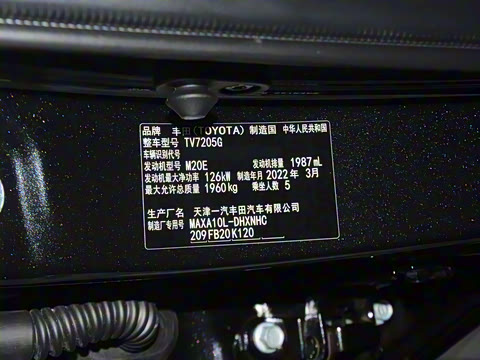 品牌 丰田(TOYOTA) 制造国 中华人民共和国
整车型号 TV7205G
车辆识别代号
发动机型号 M20E 发动机排量 1987mL
发动机最大净功率 126kW 制造年月 2022年 3月
最大允许总质量 1960kg 乘坐人数 5
生产厂名 天津一汽丰田汽车有限公司
制造厂专用号 MAXA10L-DHXNHC
209FB20K120